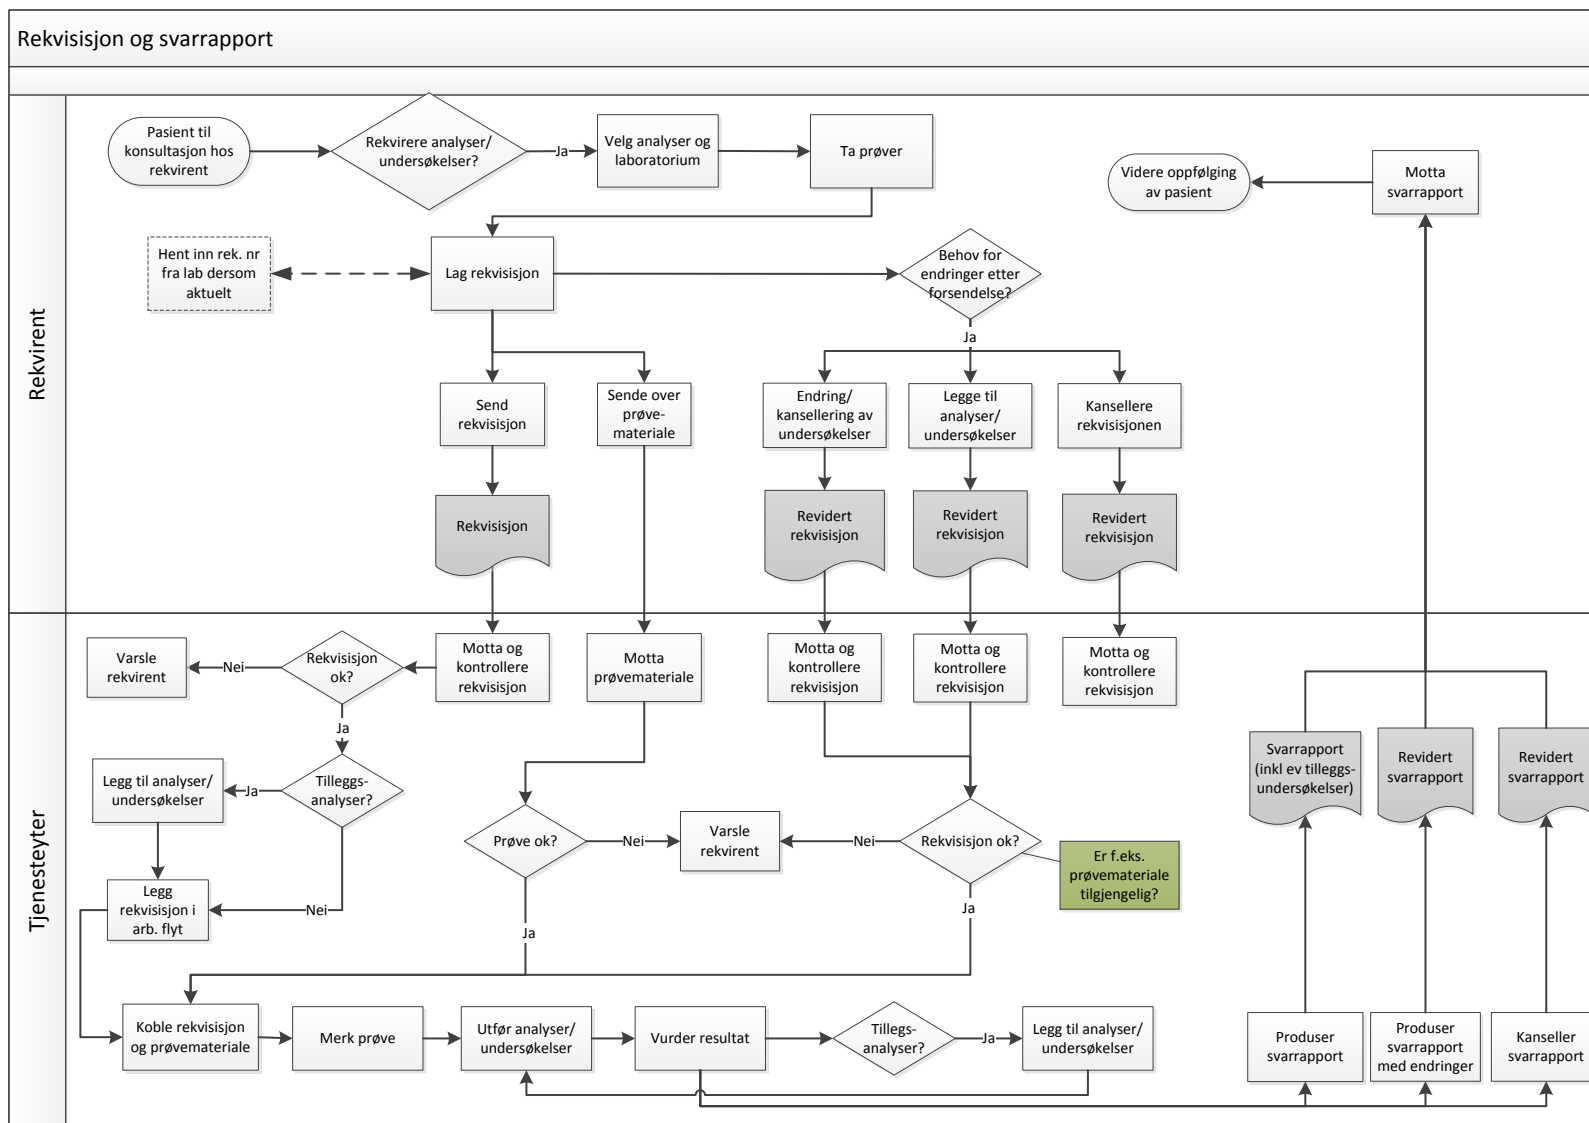 Rekvisisjon og svarrapport
Rekvirent
Pasient til
konsultasjon hos
rekvirent
Rekvirere analyser/
undersøkelser?
Ja
Velg analyser og
laboratorium
Ta prøver
Videre oppfølging
av pasient
Motta
svarrapport
Hent inn rek. nr
fra lab dersom
aktuelt
Lag rekvisisjon
Behov for
endringer etter
forsendelse?
Ja
Send
rekvisisjon
Sende over
prøve-
materiale
Endring/
kansellering av
undersøkelser
Legge til
analyser/
undersøkelser
Kansellere
rekvisisjonen
Rekvisisjon
Revidert
rekvisisjon
Revidert
rekvisisjon
Revidert
rekvisisjon
Tjenesteyter
Varsle
rekvirent
Nei
Rekvisisjon
ok?
Motta og
kontrollere
rekvisisjon
Motta
prøvemateriale
Motta og
kontrollere
rekvisisjon
Motta og
kontrollere
rekvisisjon
Motta og
kontrollere
rekvisisjon
Ja
Legg til analyser/
undersøkelser
Ja
Tilleggs-
analyser?
Svarrapport
(inkl ev tilleggs-
undersøkelser)
Revidert
svarrapport
Revidert
svarrapport
Prøve ok?
Nei
Varsle
rekvirent
Nei
Rekvisisjon ok?
Er f.eks.
prøvemateriale
tilgjengelig?
Legg
rekvisisjon i
arb. flyt
Nei
Ja
Ja
Koble rekvisisjon
og prøvemateriale
Merk prøve
Utfør analyser/
undersøkelser
Vurder resultat
Tillegs-
analyser?
Ja
Legg til analyser/
undersøkelser
Produser
svarrapport
Produser
svarrapport
med endringer
Kanseller
svarrapport